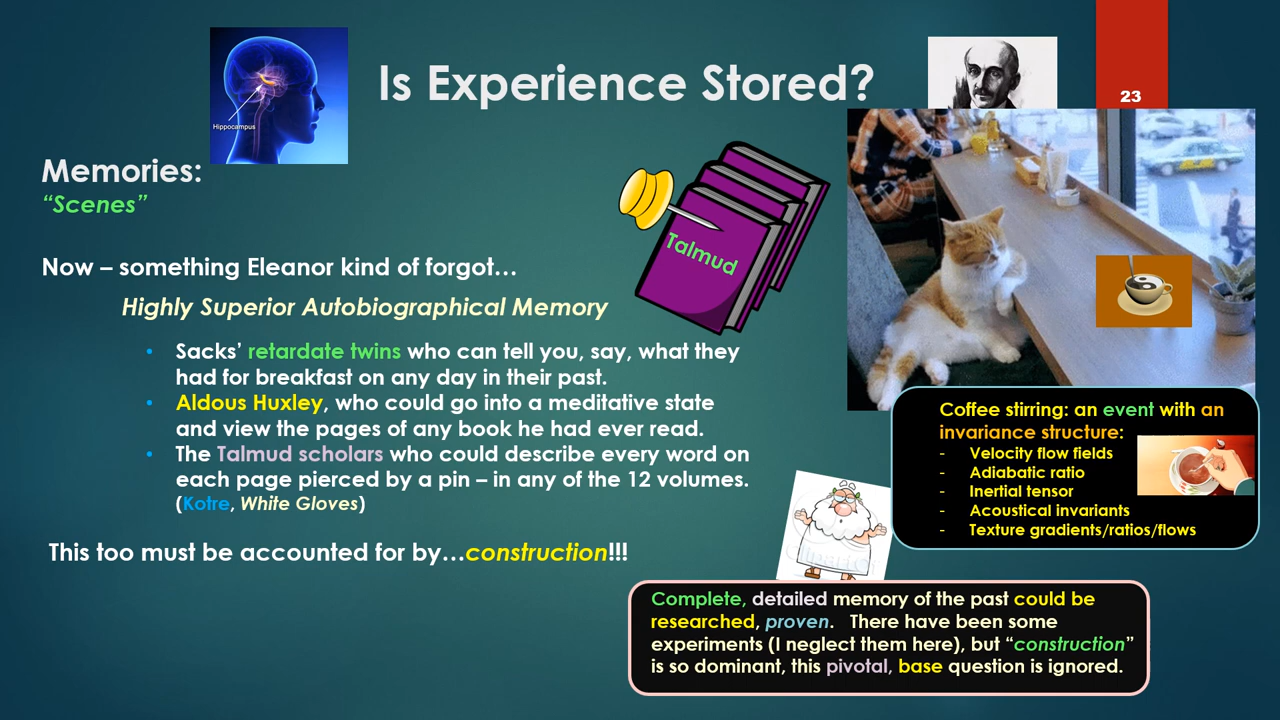 Is Experience Stored?
23
Hippocampus
Memories:
“Scenes”
Talmud
Now – something Eleanor kind of forgot…
Highly Superior Autobiographical Memory
• Sacks’ retardate twins who can tell you, say, what they
had for breakfast on any day in their past.
• Aldous Huxley, who could go into a meditative state
and view the pages of any book he had ever read.
• The Talmud scholars who could describe every word on
each page pierced by a pin – in any of the 12 volumes.
(Kotre, White Gloves)
This too must be accounted for by…construction!!!
Coffee stirring: an event with an
invariance structure:
- Velocity flow fields
- Adiabatic ratio
- Inertial tensor
- Acoustical invariants
- Texture gradients/ratios/flows
Complete, detailed memory of the past could be
researched, proven. There have been some
experiments (I neglect them here), but “construction”
is so dominant, this pivotal, base question is ignored.